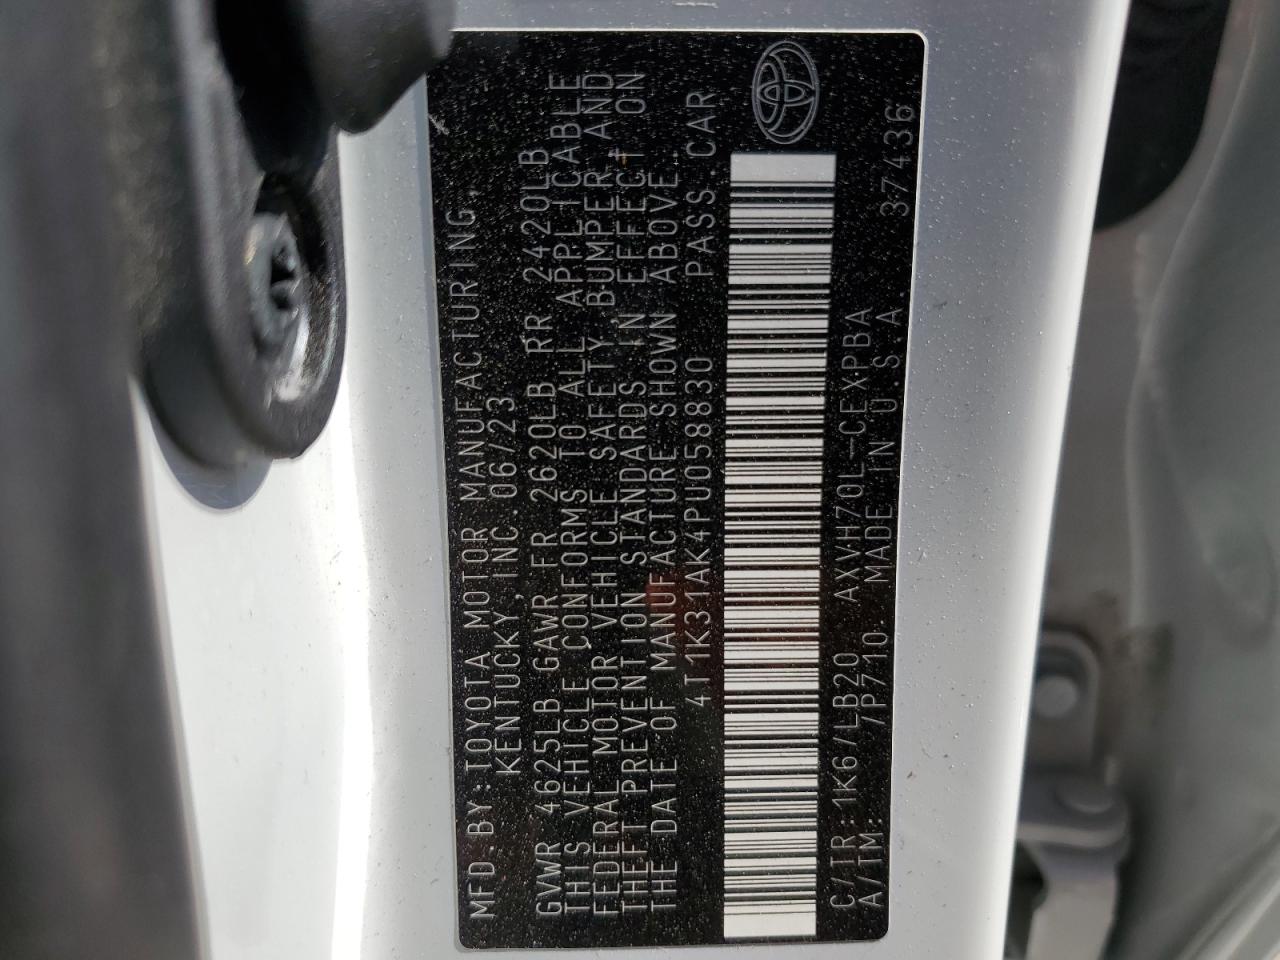 MFD.BY:TOYOTA MOTOR MANUFACTURING,
KENTUCKY,INC.06/23
GVWR 4625LB GAWR FR 2620LB RR 2420LB
THIS VEHICLE CONFORMS TO ALL APPLICABLE
FEDERAL MOTOR VEHICLE SAFETY,BUMPER,AND
THEFT PREVENTION STANDARDS IN EFFECT ON
THE DATE OF MANUFACTURE SHOWN ABOVE.
4T1K31AK4PU058830 PASS.CAR
C/TR:1K6/LB20 AXVH70L-CEXPBA
A/TM: /P710. MADE IN U.S.A. 37436